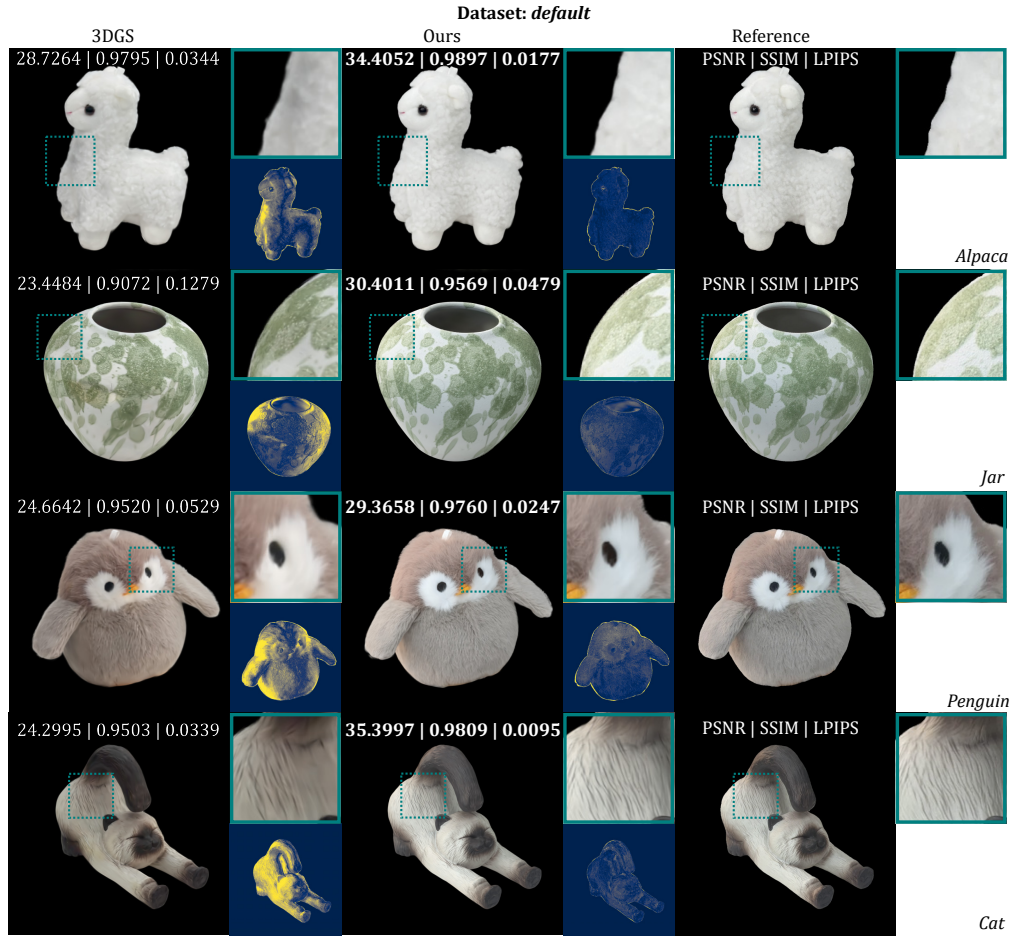 Dataset: default
3DGS Ours Reference
28.7264 | 0.9795 | 0.0344 34.4052 | 0.9897 | 0.0177 PSNR | SSIM | LPIPS
Alpaca
23.4484 | 0.9072 | 0.1279 30.4011 | 0.9569 | 0.0479 PSNR | SSIM | LPIPS
Jar
24.6642 | 0.9520 | 0.0529 29.3658 | 0.9760 | 0.0247 PSNR | SSIM | LPIPS
Penguin
24.2995 | 0.9503 | 0.0339 35.3997 | 0.9809 | 0.0095 PSNR | SSIM | LPIPS
Cat